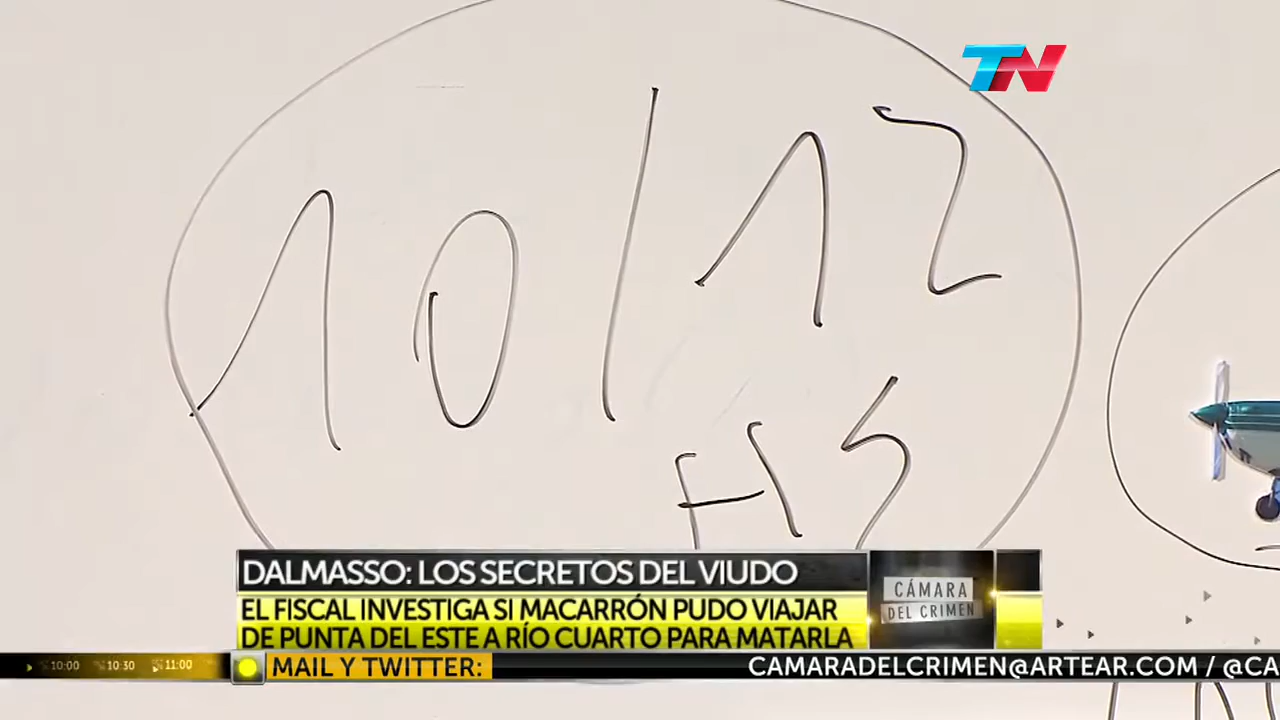 TN
10/12
HS
DALMASSO: LOS SECRETOS DEL VIUDO
EL FISCAL INVESTIGA SI MACARRÓN PUDO VIAJAR
DE PUNTA DEL ESTE A RÍO CUARTO PARA MATARLA
CÁMARA
DEL CRIMEN
10:00 10:30 11:00 MAIL Y TWITTER: CAMARADELCRIMEN@ARTEAR.COM / @CA